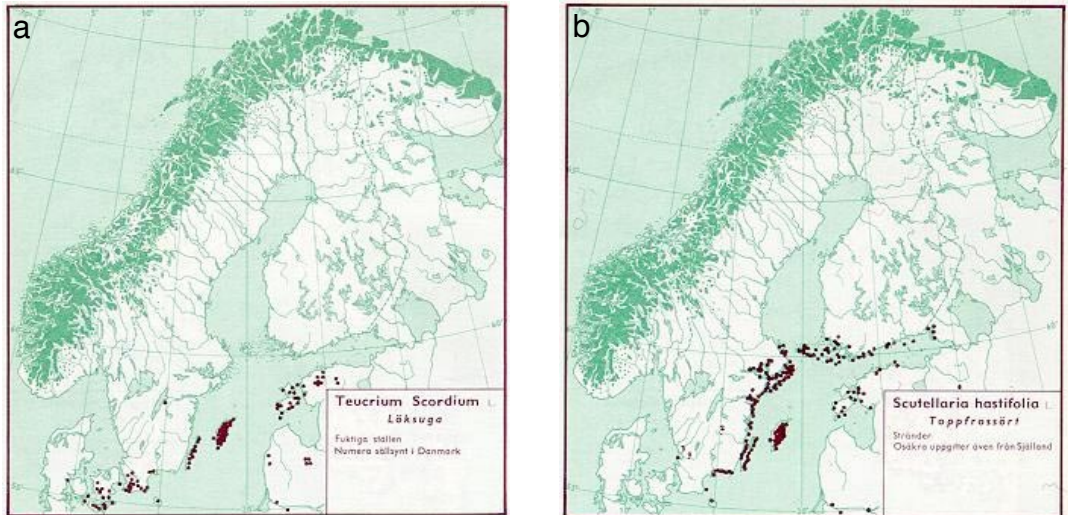 a
Teucrium Scordium L.
Löksuga
Fuktiga ställen
Numera sällsynt i Danmark
b
Scutellaria hastifolia L.
Toppfrossört
Stränder
Osäkra uppgifter även från Själland